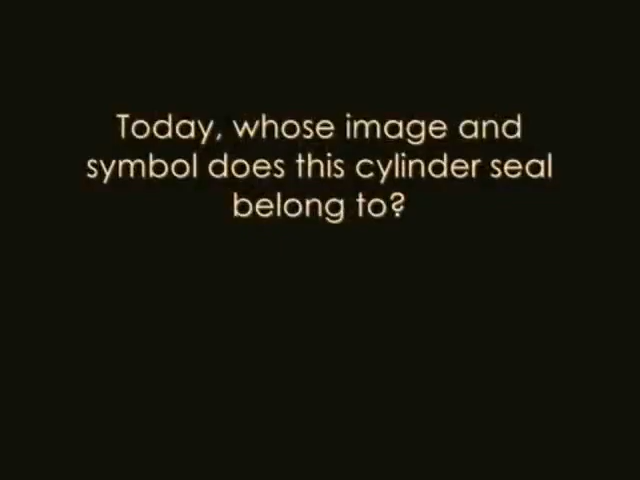 Today, whose image and
symbol does this cylinder seal
belong to?